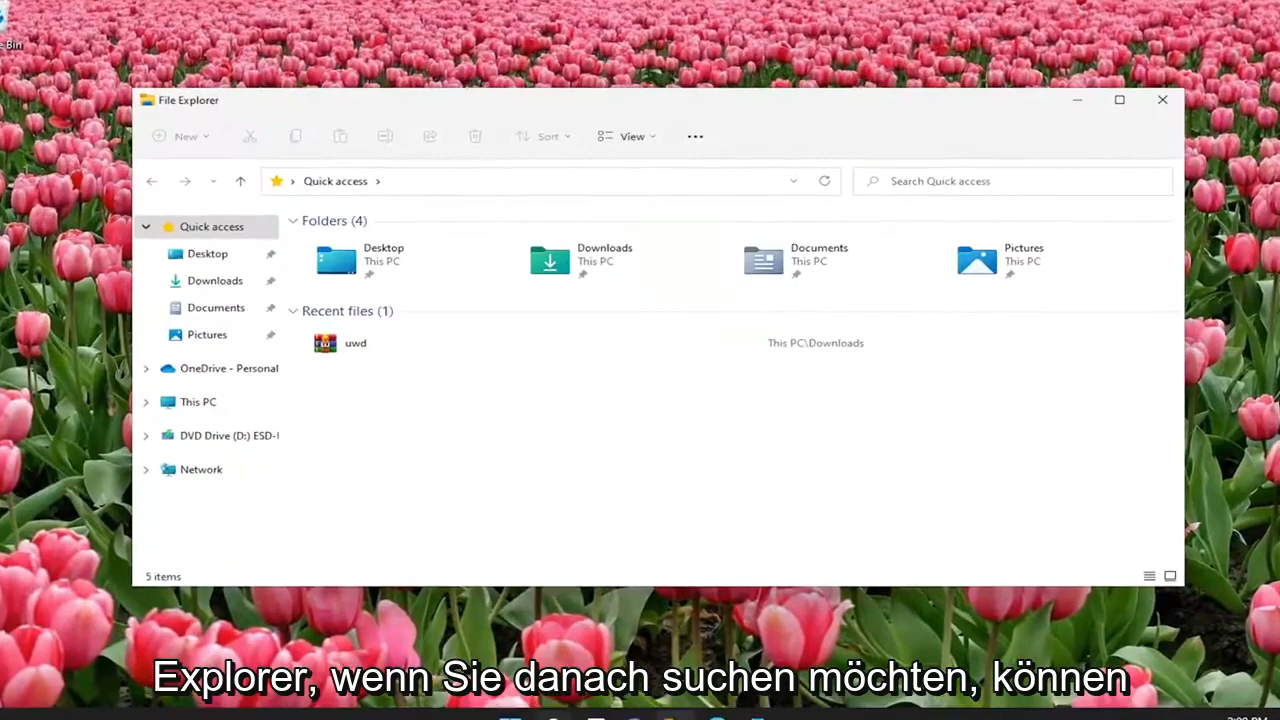 e Bin
File Explorer
New
Sort
View
Quick access
Search Quick access
Quick access
Desktop
Downloads
Documents
Pictures
OneDrive - Personal
This PC
DVD Drive (D:) ESD-I
Network
Folders (4)
Desktop
This PC
Downloads
This PC
Documents
This PC
Pictures
This PC
Recent files (1)
uwd
This PC\Downloads
5 items
Explorer, wenn Sie danach suchen möchten, können